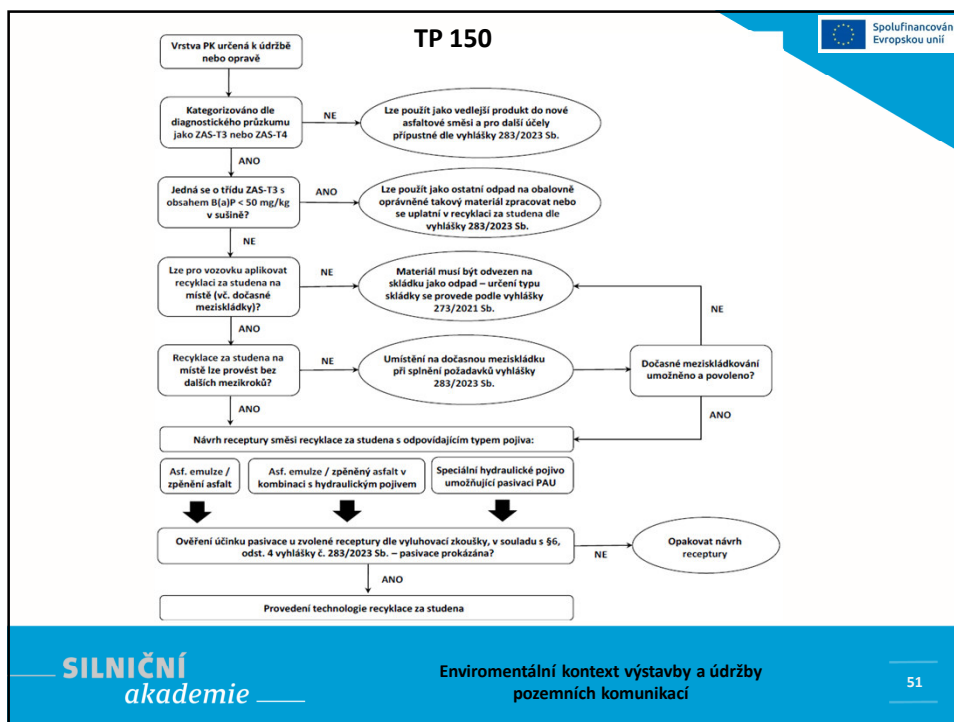 TP 150
Spolufinancován
Evropskou unií
Vrstva PK určená k údržbě
nebo opravě
Kategorizováno dle
diagnostického průzkumu
jako ZAS-T3 nebo ZAS-T4
NE
Lze použít jako vedlejší produkt do nové
asfaltové směsi a pro další účely
přípustné dle vyhlášky 283/2023 Sb.
ANO
Jedná se o třídu ZAS-T3 s
obsahem B(a)P < 50 mg/kg
v sušině?
ANO
Lze použít jako ostatní odpad na obalovně
oprávněné takový materiál zpracovat nebo
se uplatní v recyklaci za studena dle
vyhlášky 283/2023 Sb.
NE
Lze pro vozovku aplikovat
recyklaci za studena na
místě (vč. dočasné
meziskládky)?
NE
Materiál musí být odvezen na
skládku jako odpad – určení typu
skládky se provede podle vyhlášky
273/2021 Sb.
NE
ANO
Recyklace za studena na
místě lze provést bez
dalších mezikroků?
NE
Umístění na dočasnou meziskládku
při splnění požadavků vyhlášky
283/2023 Sb.
Dočasné meziskládkování
umožněno a povoleno?
ANO
ANO
Návrh receptury směsi recyklace za studena s odpovídajícím typem pojiva:
Asf. emulze /
zpěnění asfalt
Asf. emulze / zpěněný asfalt v
kombinaci s hydraulickým pojivem
Speciální hydraulické pojivo
umožňující pasivaci PAU
Ověření účinku pasivace u zvolené receptury dle vyluhovací zkoušky, v souladu s §6,
odst. 4 vyhlášky č. 283/2023 Sb. – pasivace prokázána?
NE
Opakovat návrh
receptury
ANO
Provedení technologie recyklace za studena
SILNIČNÍ
akademie
Enviromentální kontext výstavby a údržby
pozemních komunikací
51